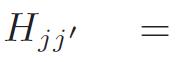 H_{jj'} =